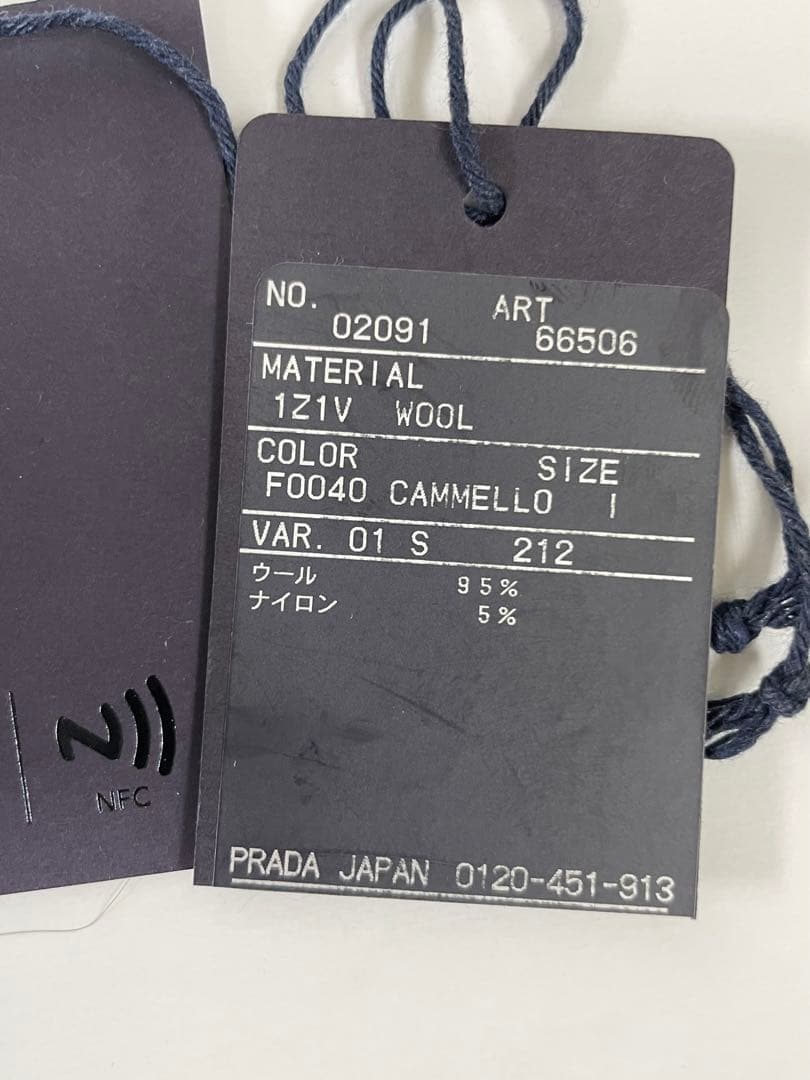 NO. ART
02091 66506
MATERIAL
1Z1V WOOL
COLOR SIZE
F0040 CAMMELLO I
VAR. 01 S 212
ウール 95%
ナイロン 5%
PRADA JAPAN 0120-451-913
NFC